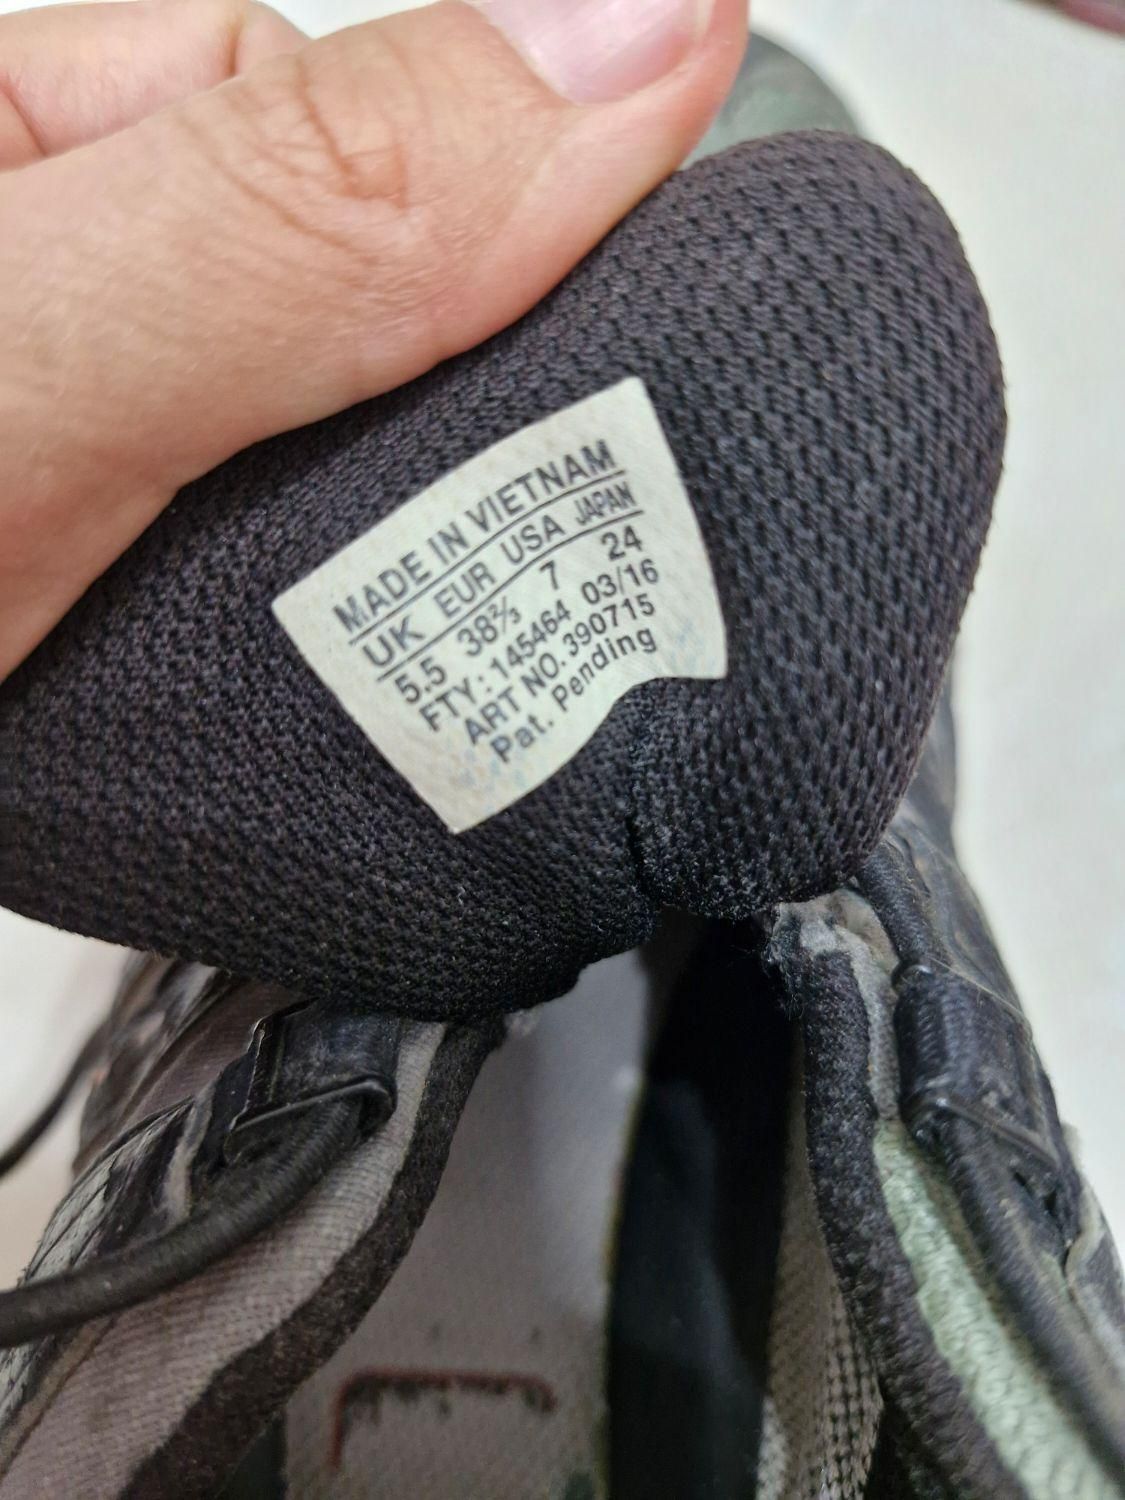 MADE IN VIETNAM
UK EUR USA JAPAN
5.5 38⅔ 7 24
FTY: 145464 03/16
ART NO. 390715
Pat. Pending